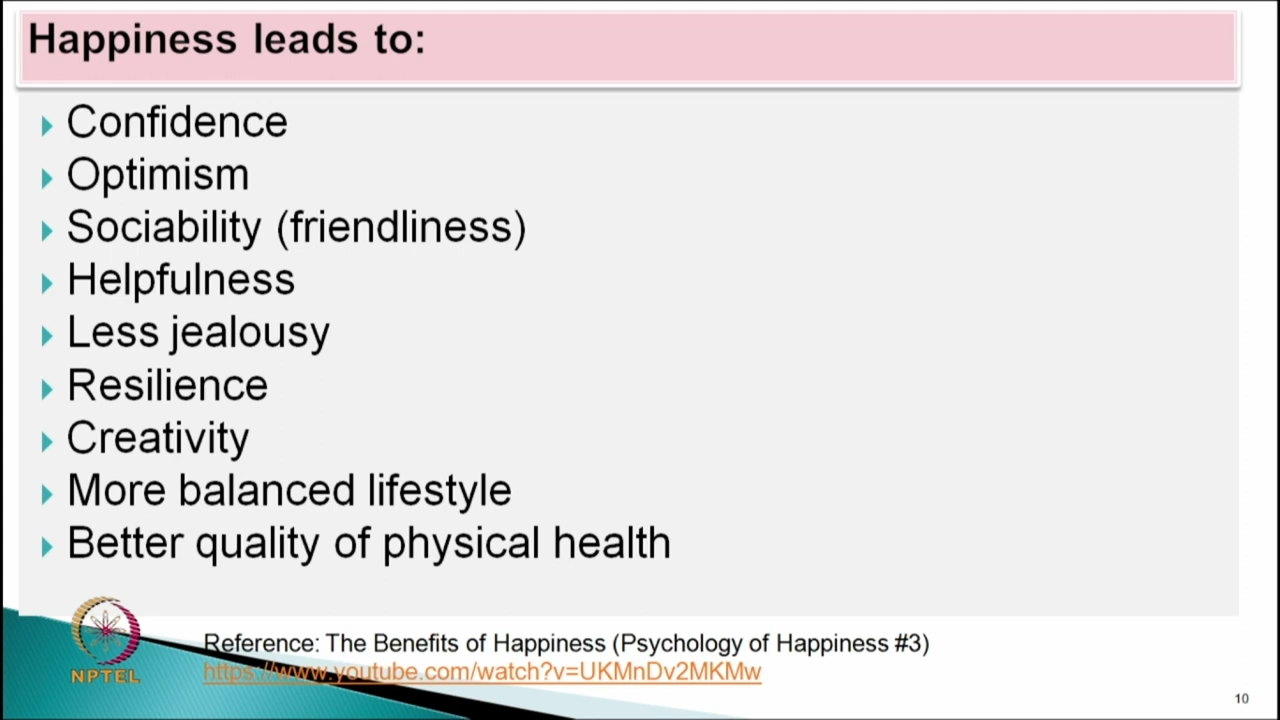 Happiness leads to:
Confidence
Optimism
Sociability (friendliness)
Helpfulness
Less jealousy
Resilience
Creativity
More balanced lifestyle
Better quality of physical health
Reference: The Benefits of Happiness (Psychology of Happiness #3)
https://www.youtube.com/watch?v=UKMnDv2MKMw
NPTEL
10